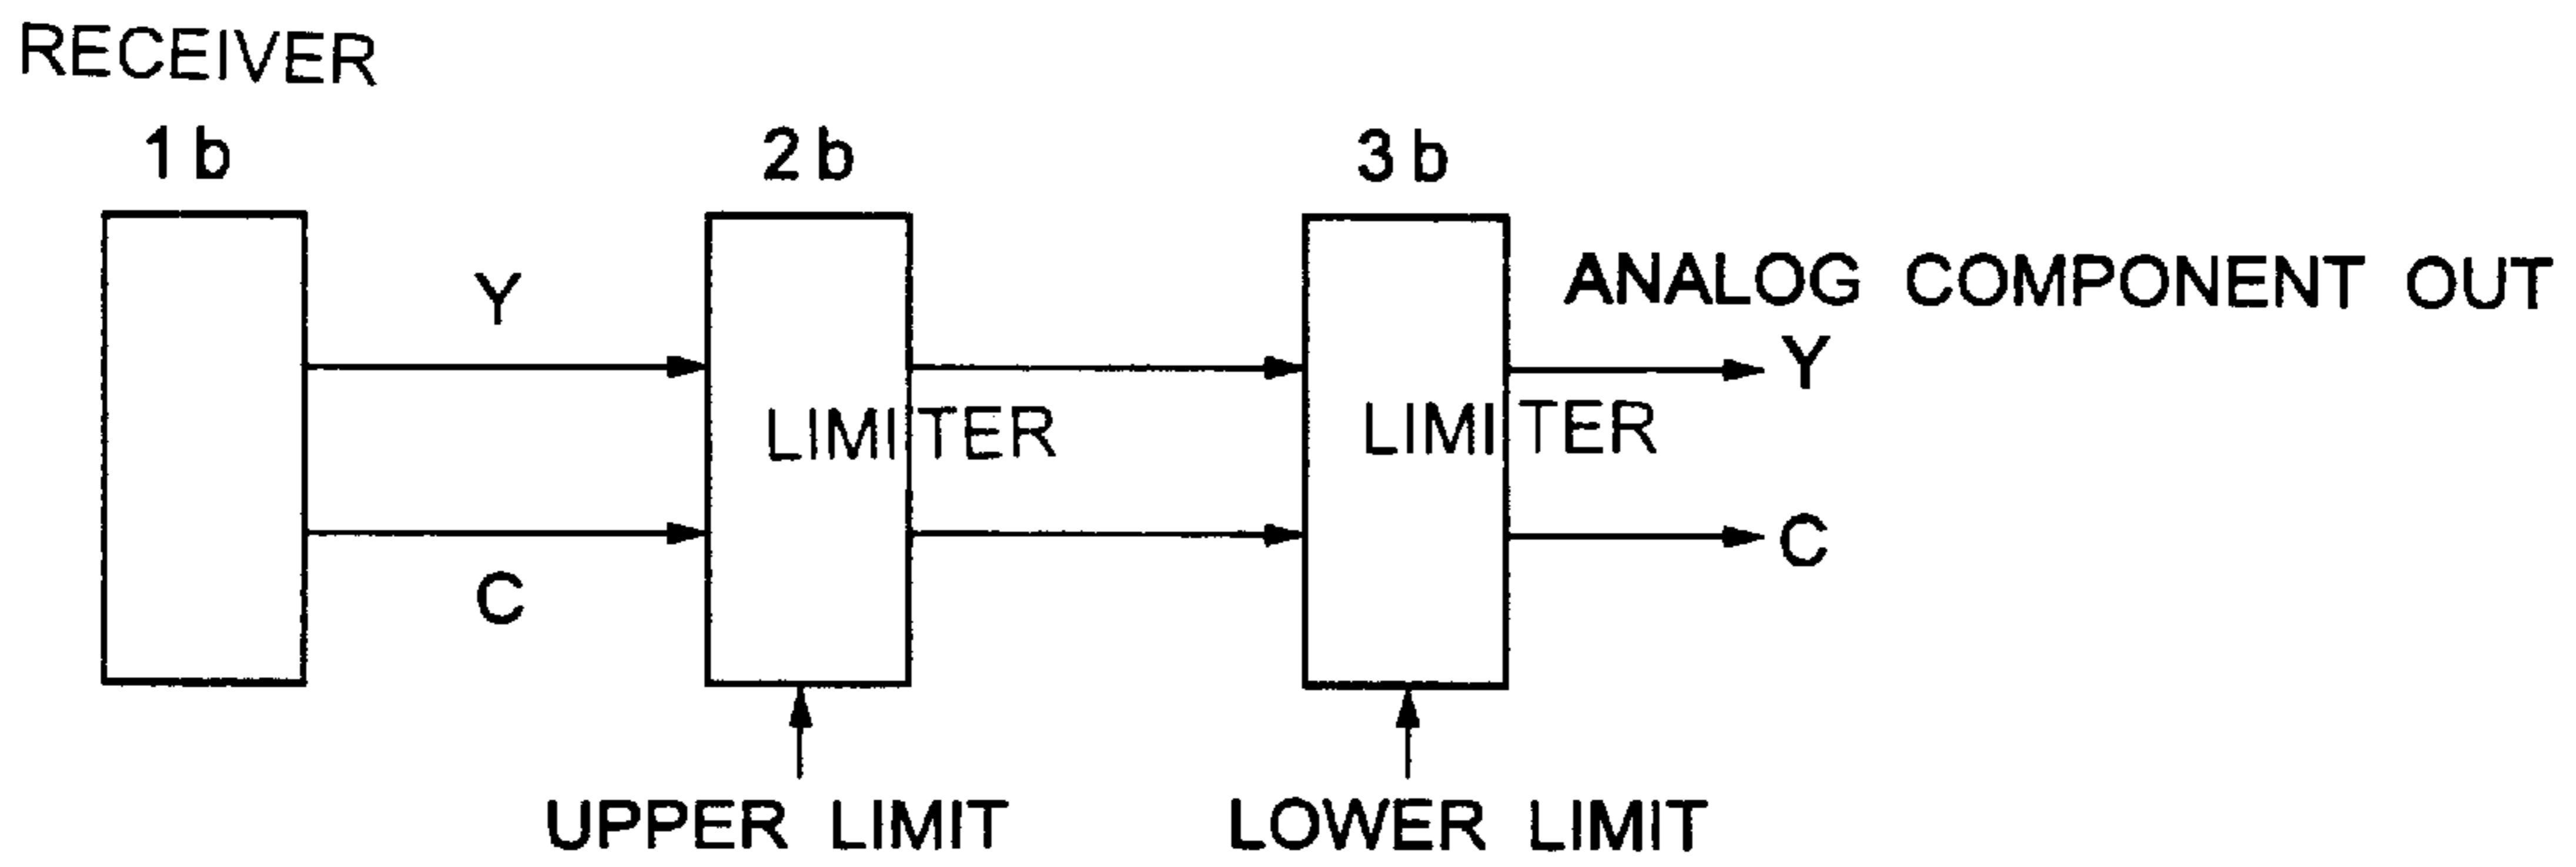 RECEIVER
1b
2b
3b
Y
ANALOG COMPONENT OUT
Y
LIMITER
LIMITER
C
C
UPPER LIMIT
LOWER LIMIT